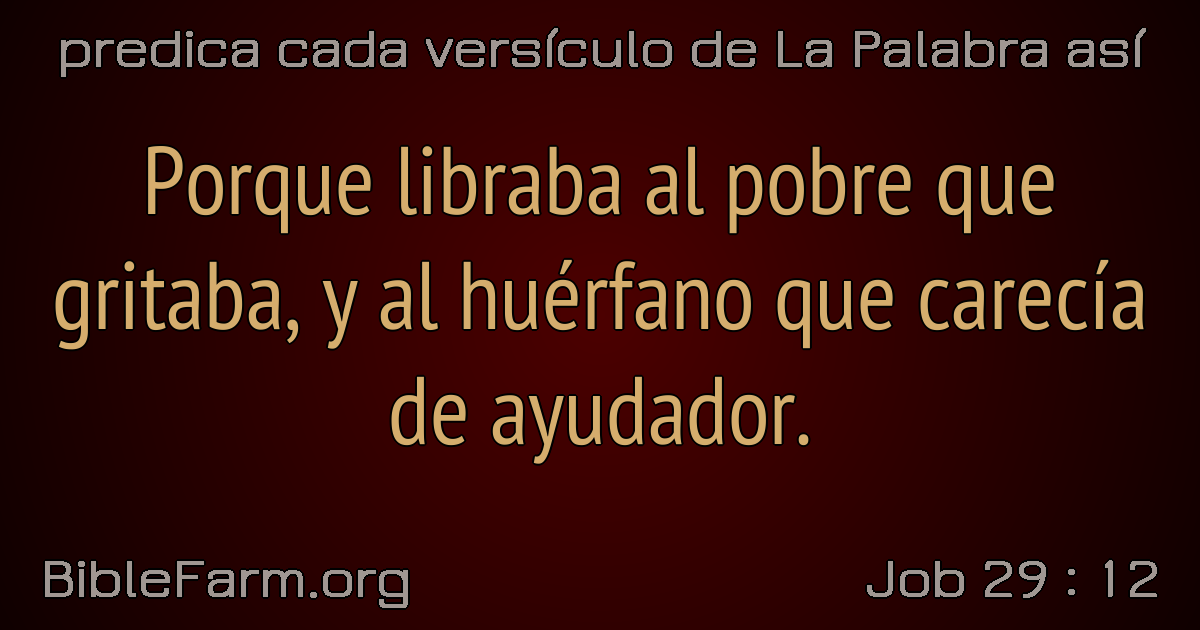 predica cada versículo de La Palabra así
Porque libraba al pobre que
gritaba, y al huérfano que carecía
de ayudador.
BibleFarm.org
Job 29 : 12